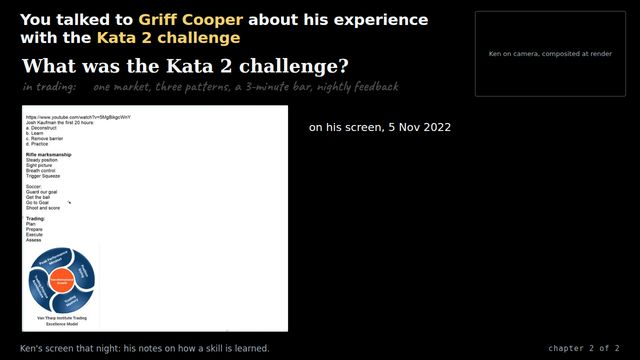 You talked to Griff Cooper about his experience
with the Kata 2 challenge
Ken on camera, composited at render
What was the Kata 2 challenge?
in trading: one market, three patterns, a 3-minute bar, nightly feedback
on his screen, 5 Nov 2022
Josh Kaufman the first 20 hours:
a. Deconstruct
b. Learn
c. Remove barrier
d. Practice
Rifle marksmanship
Steady position
Sight picture
Breath control
Trigger Squeeze
Soccer:
Guard our goal
Get the ball
Go to Goal
Shoot and score
Trading:
Plan
Prepare
Execute
Assess
Van Tharp Institute Trading
Excellence Model
Ken's screen that night: his notes on how a skill is learned.
chapter 2 of 2